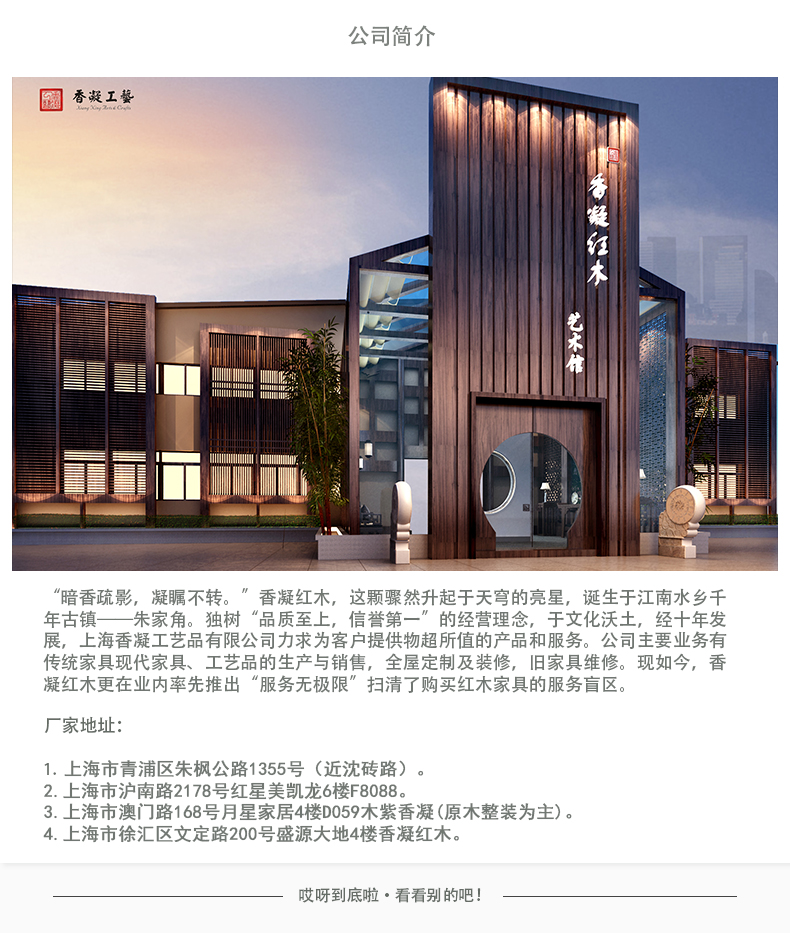 公司简介
香凝工藝
Xiang Ning Arts & Crafts
香凝红木
艺术馆
“暗香疏影，凝瞩不转。”香凝红木，这颗骤然升起于天穹的亮星，诞生于江南水乡千
年古镇——朱家角。独树“品质至上，信誉第一”的经营理念，于文化沃土，经十年发
展，上海香凝工艺品有限公司力求为客户提供物超所值的产品和服务。公司主要业务有
传统家具现代家具、工艺品的生产与销售，全屋定制及装修，旧家具维修。现如今，香
凝红木更在业内率先推出“服务无极限”扫清了购买红木家具的服务盲区。
厂家地址：
1. 上海市青浦区朱枫公路1355号（近沈砖路）。
2. 上海市沪南路2178号红星美凯龙6楼F8088。
3. 上海市澳门路168号月星家居4楼D059木紫香凝(原木整装为主)。
4. 上海市徐汇区文定路200号盛源大地4楼香凝红木。
哎呀到底啦·看看别的吧！